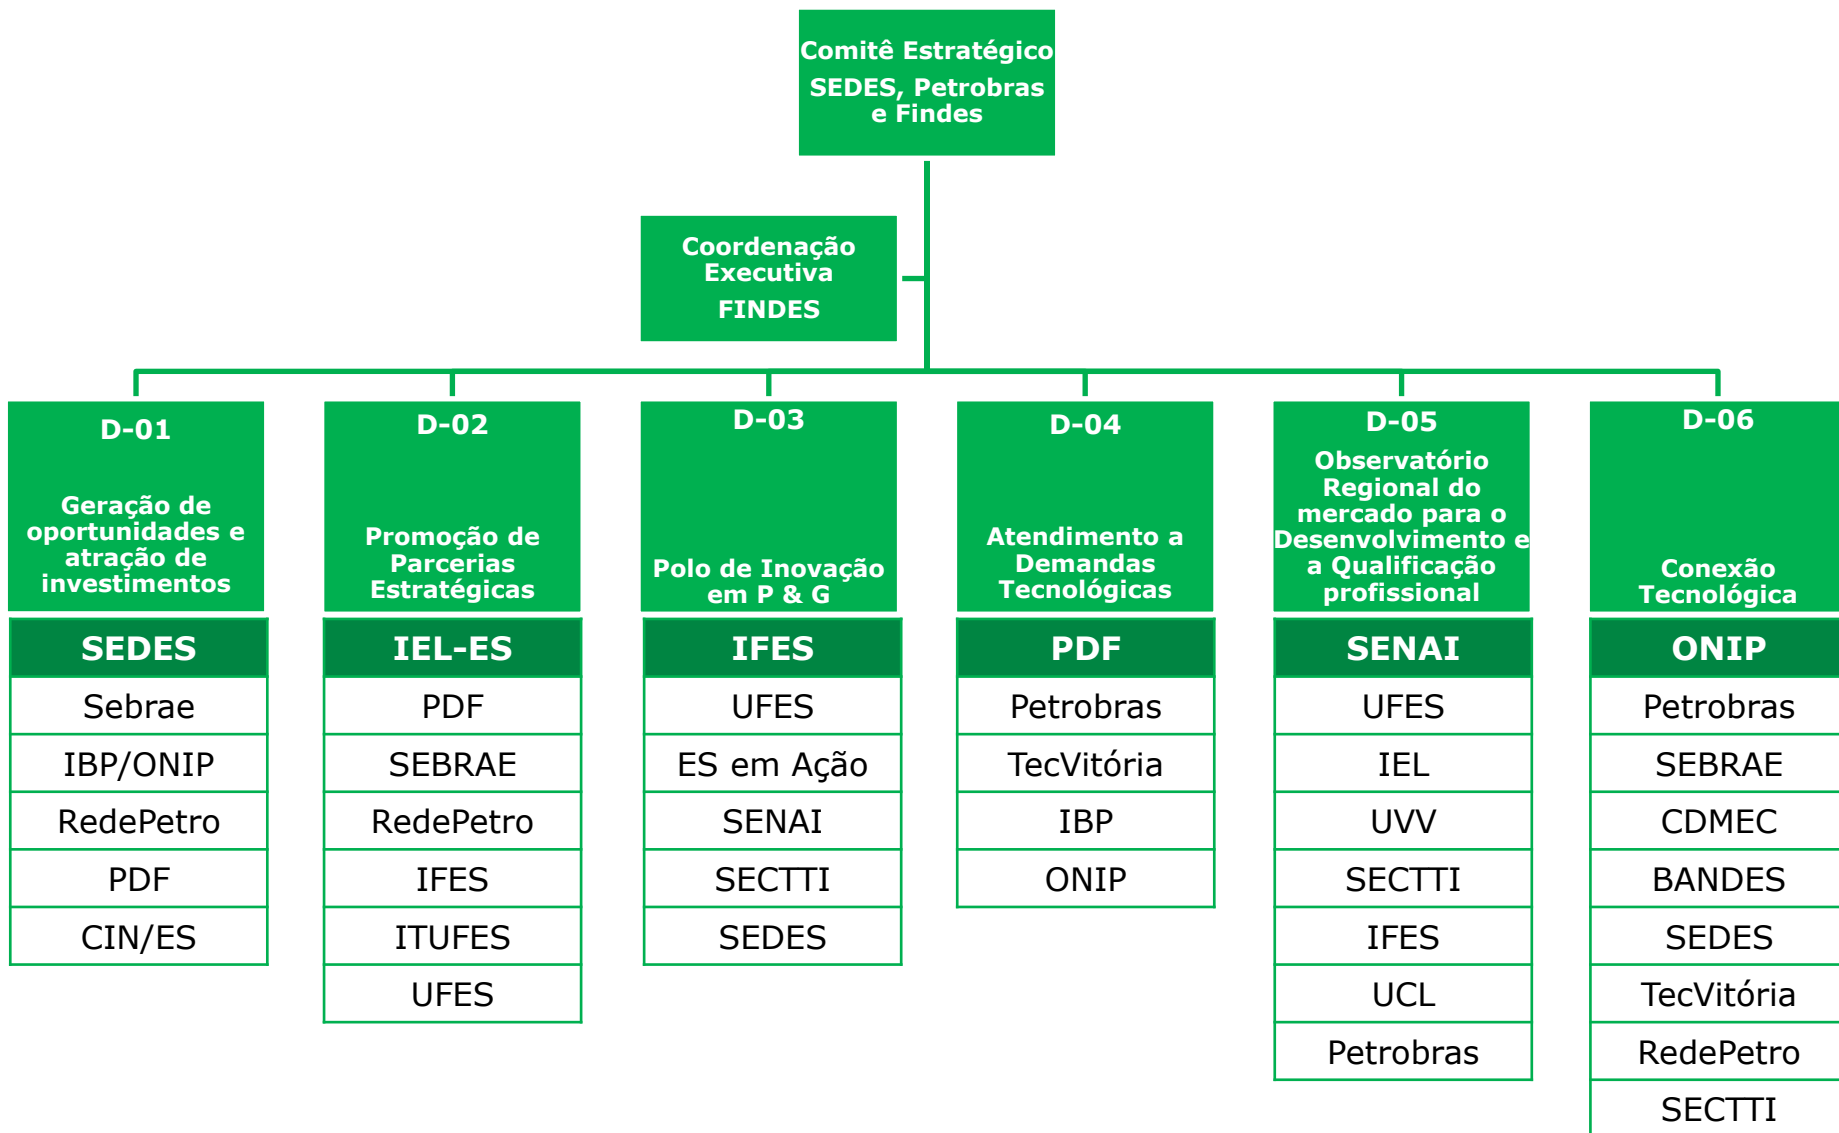 Comitê Estratégico
SEDES, Petrobras
e Findes
Coordenação
Executiva
FINDES
D-01
Geração de
oportunidades e
atração de
investimentos
SEDES
Sebrae
IBP/ONIP
RedePetro
PDF
CIN/ES
D-02
Promoção de
Parcerias
Estratégicas
IEL-ES
PDF
SEBRAE
RedePetro
IFES
ITUFES
UFES
D-03
Polo de Inovação
em P & G
IFES
UFES
ES em Ação
SENAI
SECTTI
SEDES
D-04
Atendimento a
Demandas
Tecnológicas
PDF
Petrobras
TecVitória
IBP
ONIP
D-05
Observatório
Regional do
mercado para o
Desenvolvimento e
a Qualificação
profissional
SENAI
UFES
IEL
UVV
SECTTI
IFES
UCL
Petrobras
D-06
Conexão
Tecnológica
ONIP
Petrobras
SEBRAE
CDMEC
BANDES
SEDES
TecVitória
RedePetro
SECTTI